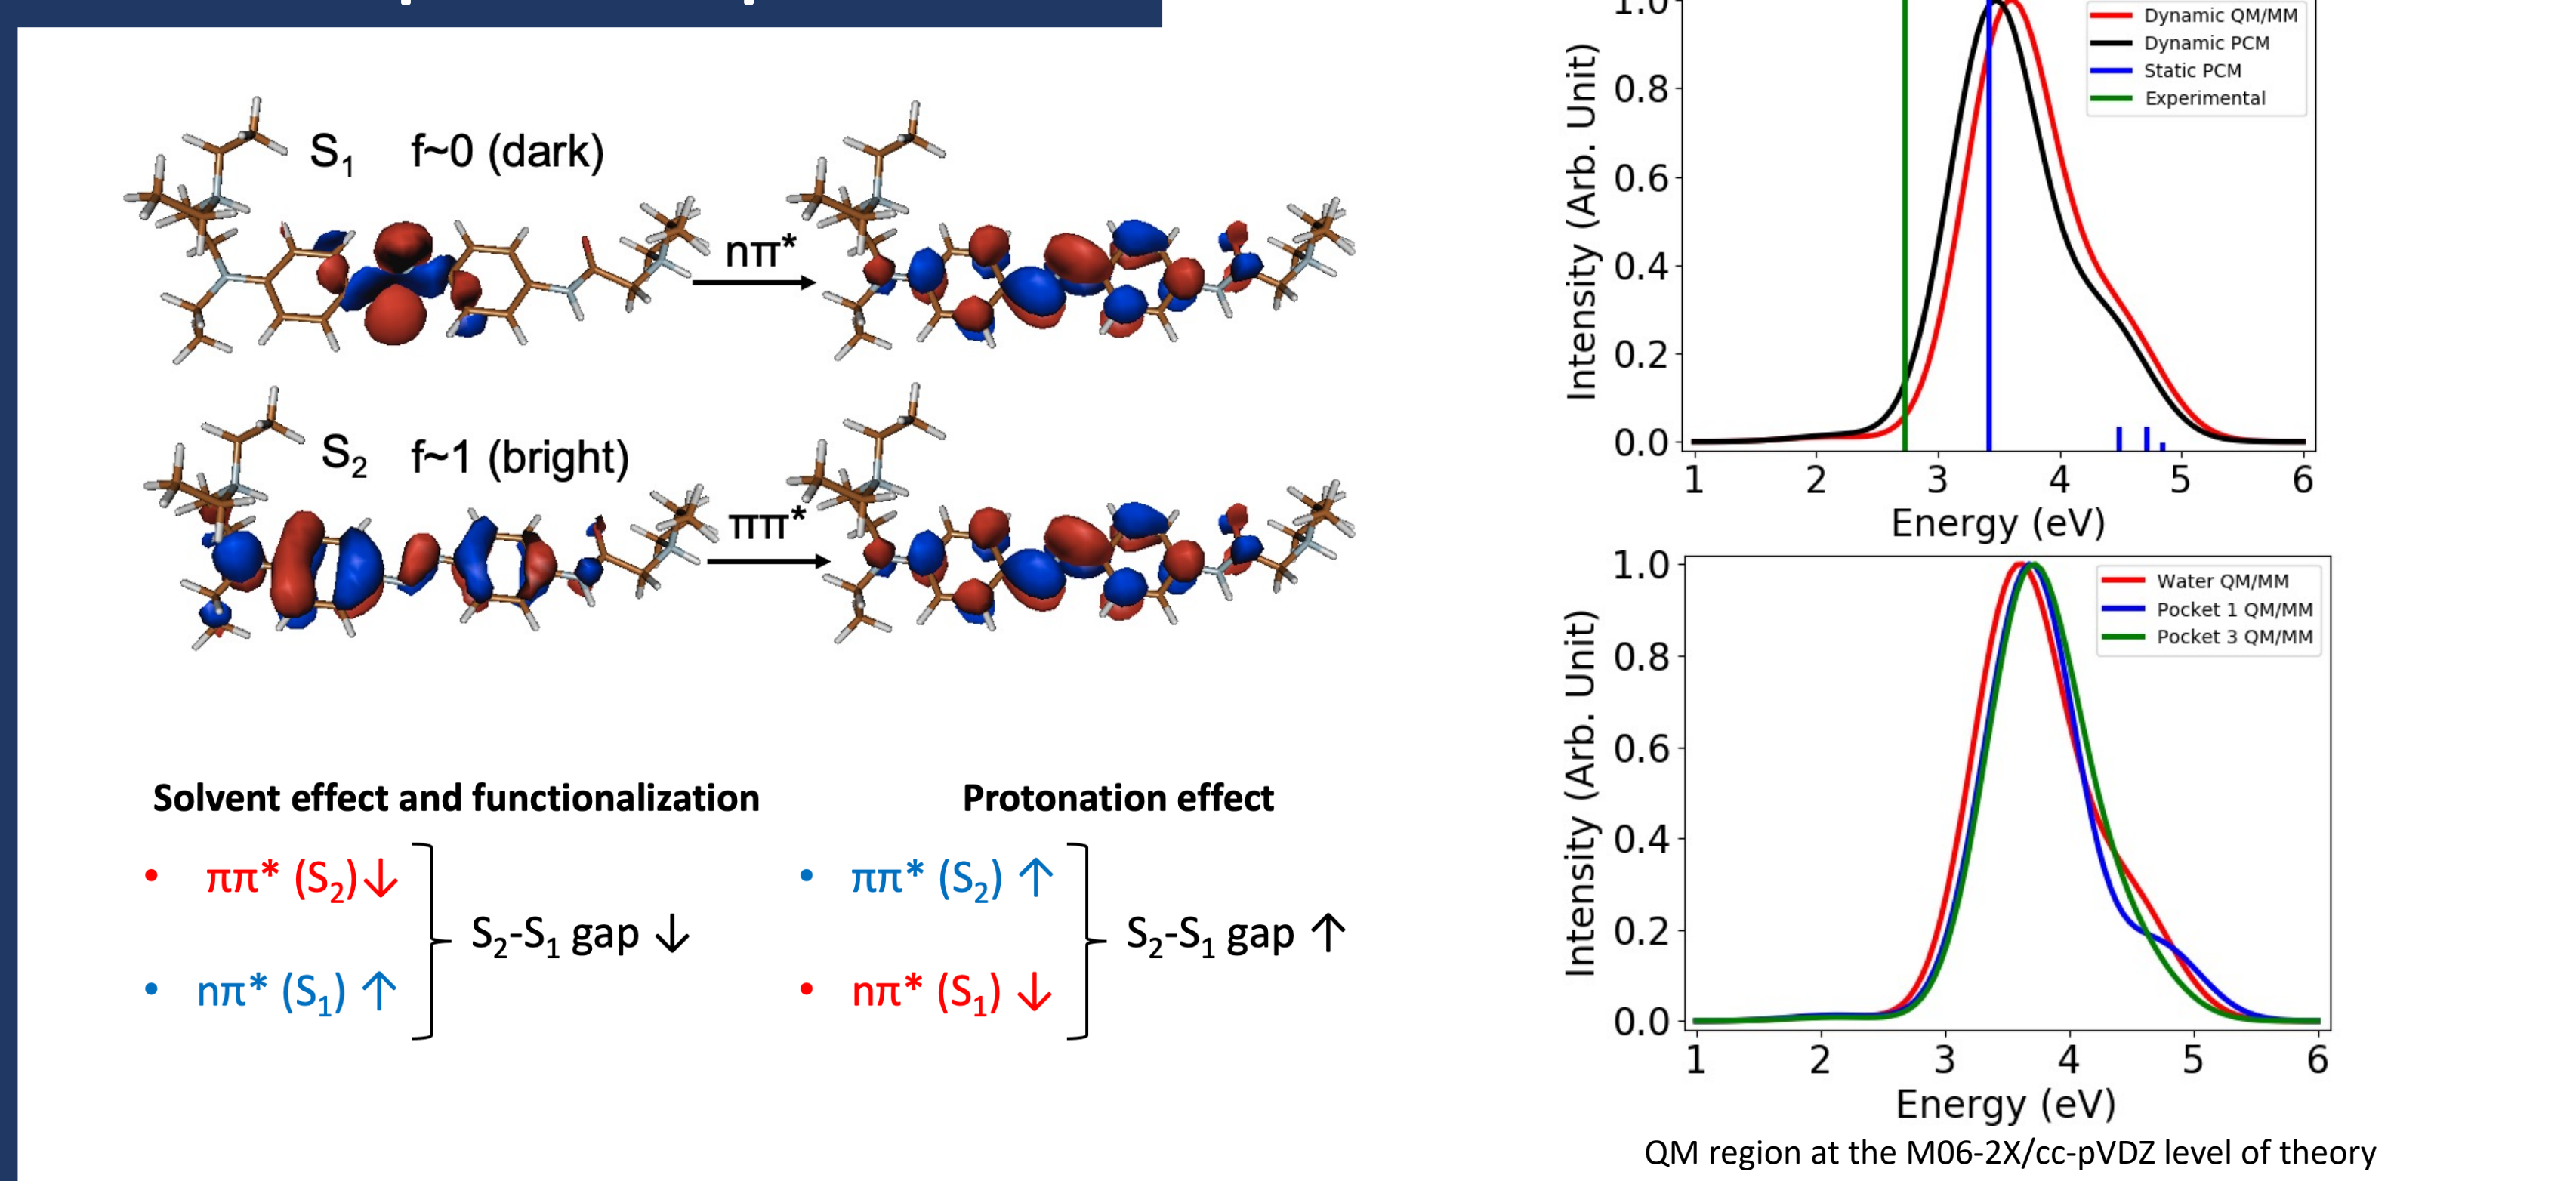 S₁ f~0 (dark)
nπ*
S₂ f~1 (bright)
ππ*
Solvent effect and functionalization
• ππ* (S₂)↓
• nπ* (S₁) ↑
S₂-S₁ gap ↓
Protonation effect
• ππ* (S₂) ↑
• nπ* (S₁) ↓
S₂-S₁ gap ↑
Dynamic QM/MM
Dynamic PCM
Static PCM
Experimental
Intensity (Arb. Unit)
1.0
0.8
0.6
0.4
0.2
0.0
1 2 3 4 5 6
Energy (eV)
Water QM/MM
Pocket 1 QM/MM
Pocket 3 QM/MM
Intensity (Arb. Unit)
1.0
0.8
0.6
0.4
0.2
0.0
1 2 3 4 5 6
Energy (eV)
QM region at the M06-2X/cc-pVDZ level of theory